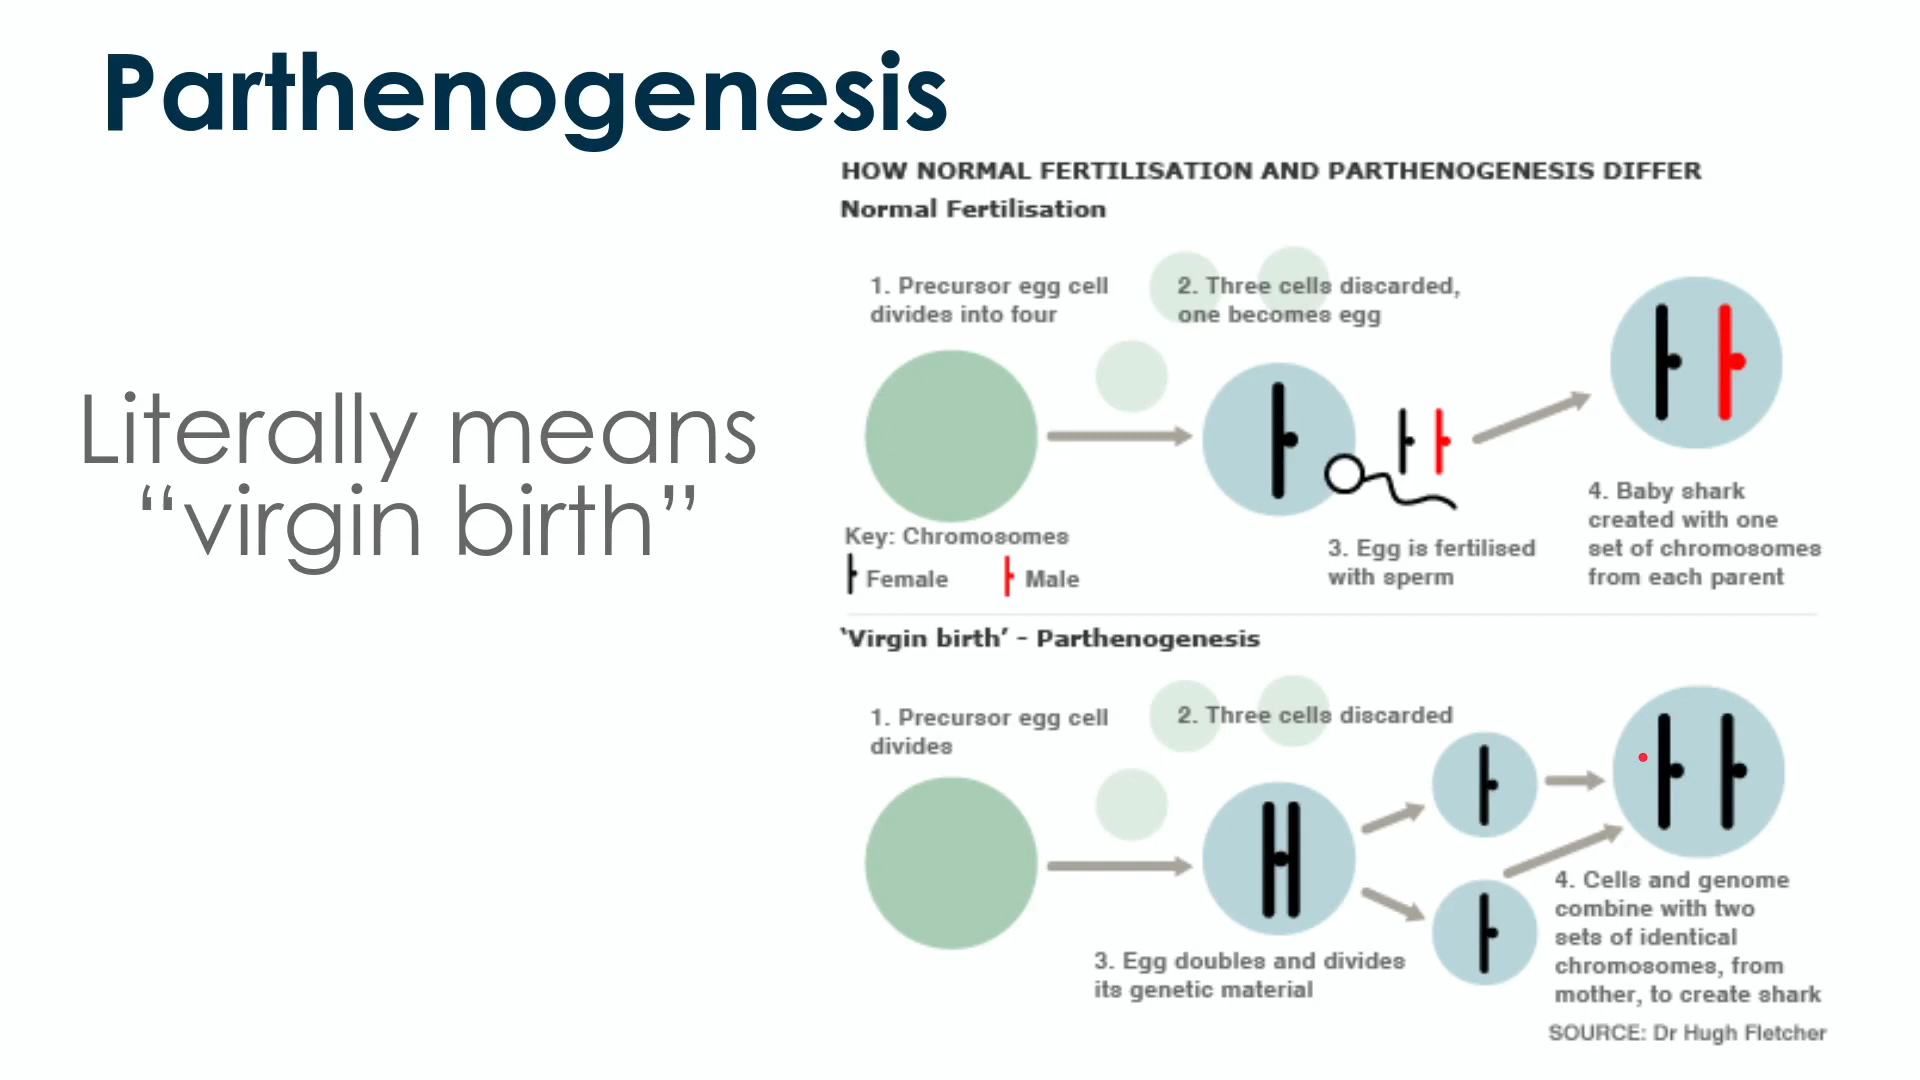 Parthenogenesis
Literally means
“virgin birth”
HOW NORMAL FERTILISATION AND PARTHENOGENESIS DIFFER
Normal Fertilisation
1. Precursor egg cell
divides into four
2. Three cells discarded,
one becomes egg
Key: Chromosomes
Female
Male
3. Egg is fertilised
with sperm
4. Baby shark
created with one
set of chromosomes
from each parent
‘Virgin birth’ - Parthenogenesis
1. Precursor egg cell
divides
2. Three cells discarded
3. Egg doubles and divides
its genetic material
4. Cells and genome
combine with two
sets of identical
chromosomes, from
mother, to create shark
SOURCE: Dr Hugh Fletcher